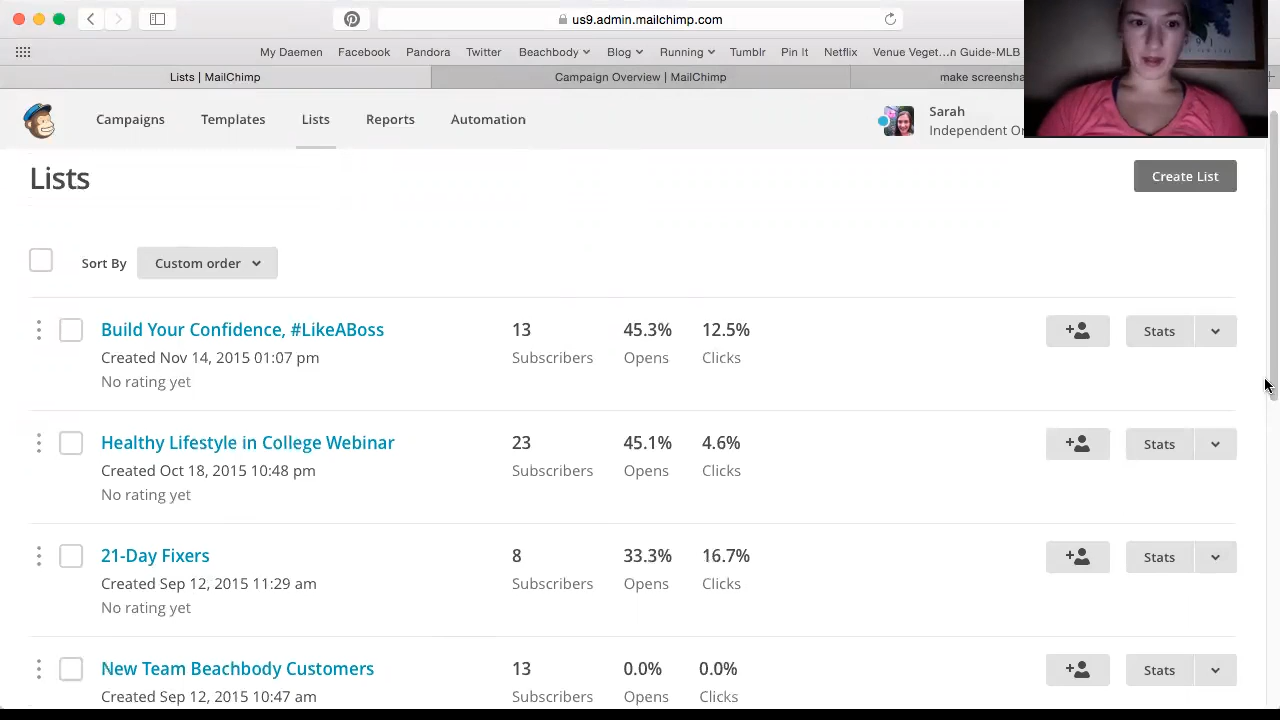 us9.admin.mailchimp.com
My Daemen Facebook Pandora Twitter Beachbody Blog Running Tumblr Pin It Netflix Venue Veget...n Guide-MLB
Lists | MailChimp Campaign Overview | MailChimp make screensha
Campaigns Templates Lists Reports Automation
Sarah
Independent Or
Lists
Create List
Sort By Custom order
Build Your Confidence, #LikeABoss 13 45.3% 12.5% Stats
Created Nov 14, 2015 01:07 pm Subscribers Opens Clicks
No rating yet
Healthy Lifestyle in College Webinar 23 45.1% 4.6% Stats
Created Oct 18, 2015 10:48 pm Subscribers Opens Clicks
No rating yet
21-Day Fixers 8 33.3% 16.7% Stats
Created Sep 12, 2015 11:29 am Subscribers Opens Clicks
No rating yet
New Team Beachbody Customers 13 0.0% 0.0% Stats
Created Sep 12, 2015 10:47 am Subscribers Opens Clicks